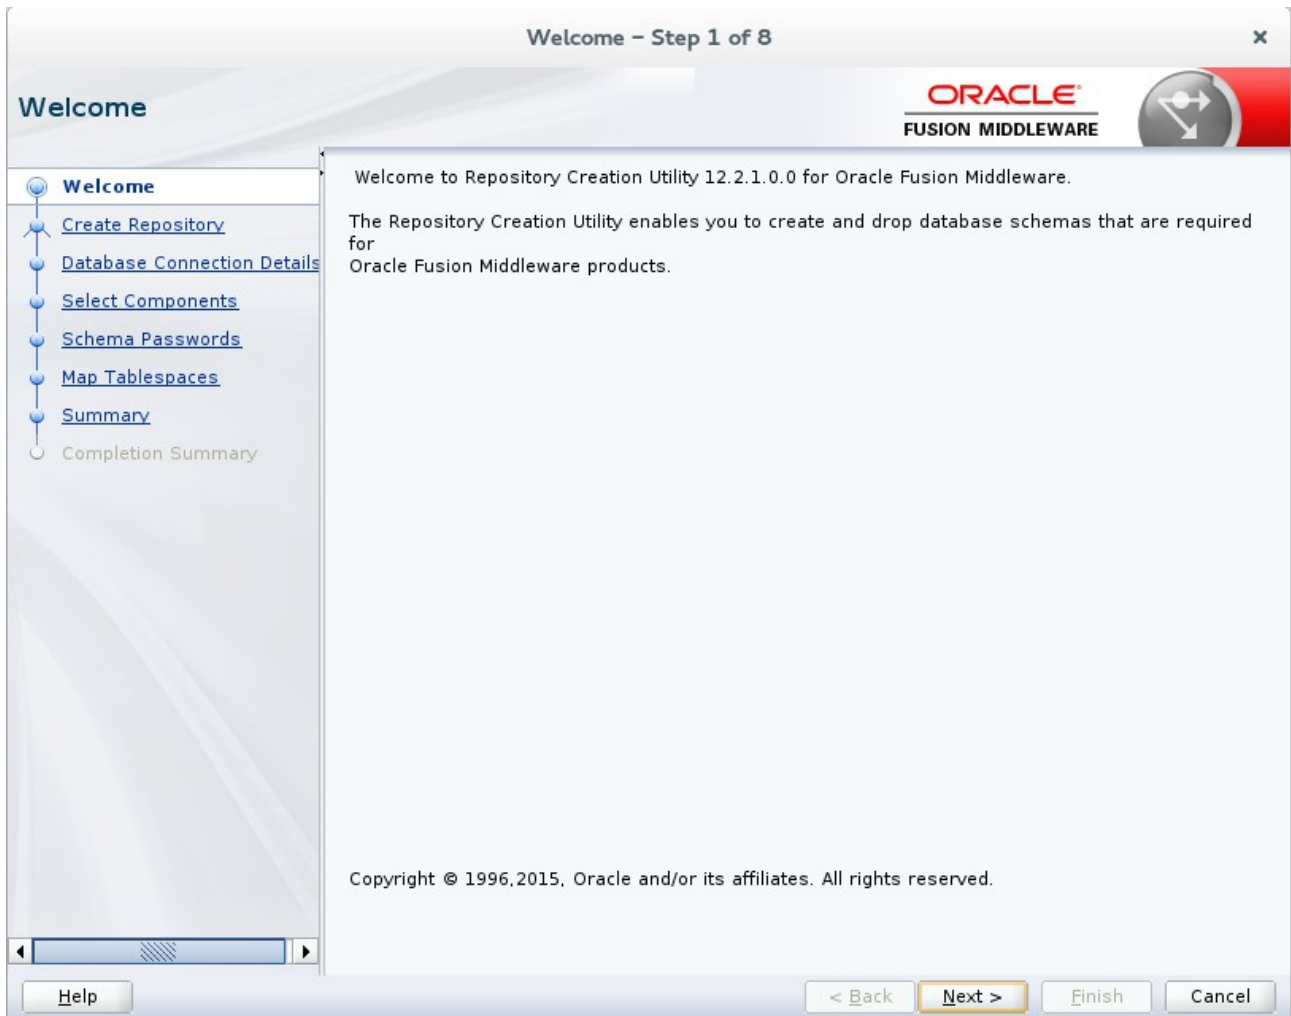 Welcome – Step 1 of 8
×
Welcome
ORACLE
FUSION MIDDLEWARE
Welcome
Create Repository
Database Connection Details
Select Components
Schema Passwords
Map Tablespaces
Summary
Completion Summary
Welcome to Repository Creation Utility 12.2.1.0.0 for Oracle Fusion Middleware.
The Repository Creation Utility enables you to create and drop database schemas that are required
for
Oracle Fusion Middleware products.
Copyright © 1996,2015, Oracle and/or its affiliates. All rights reserved.
Help
< Back
Next >
Finish
Cancel